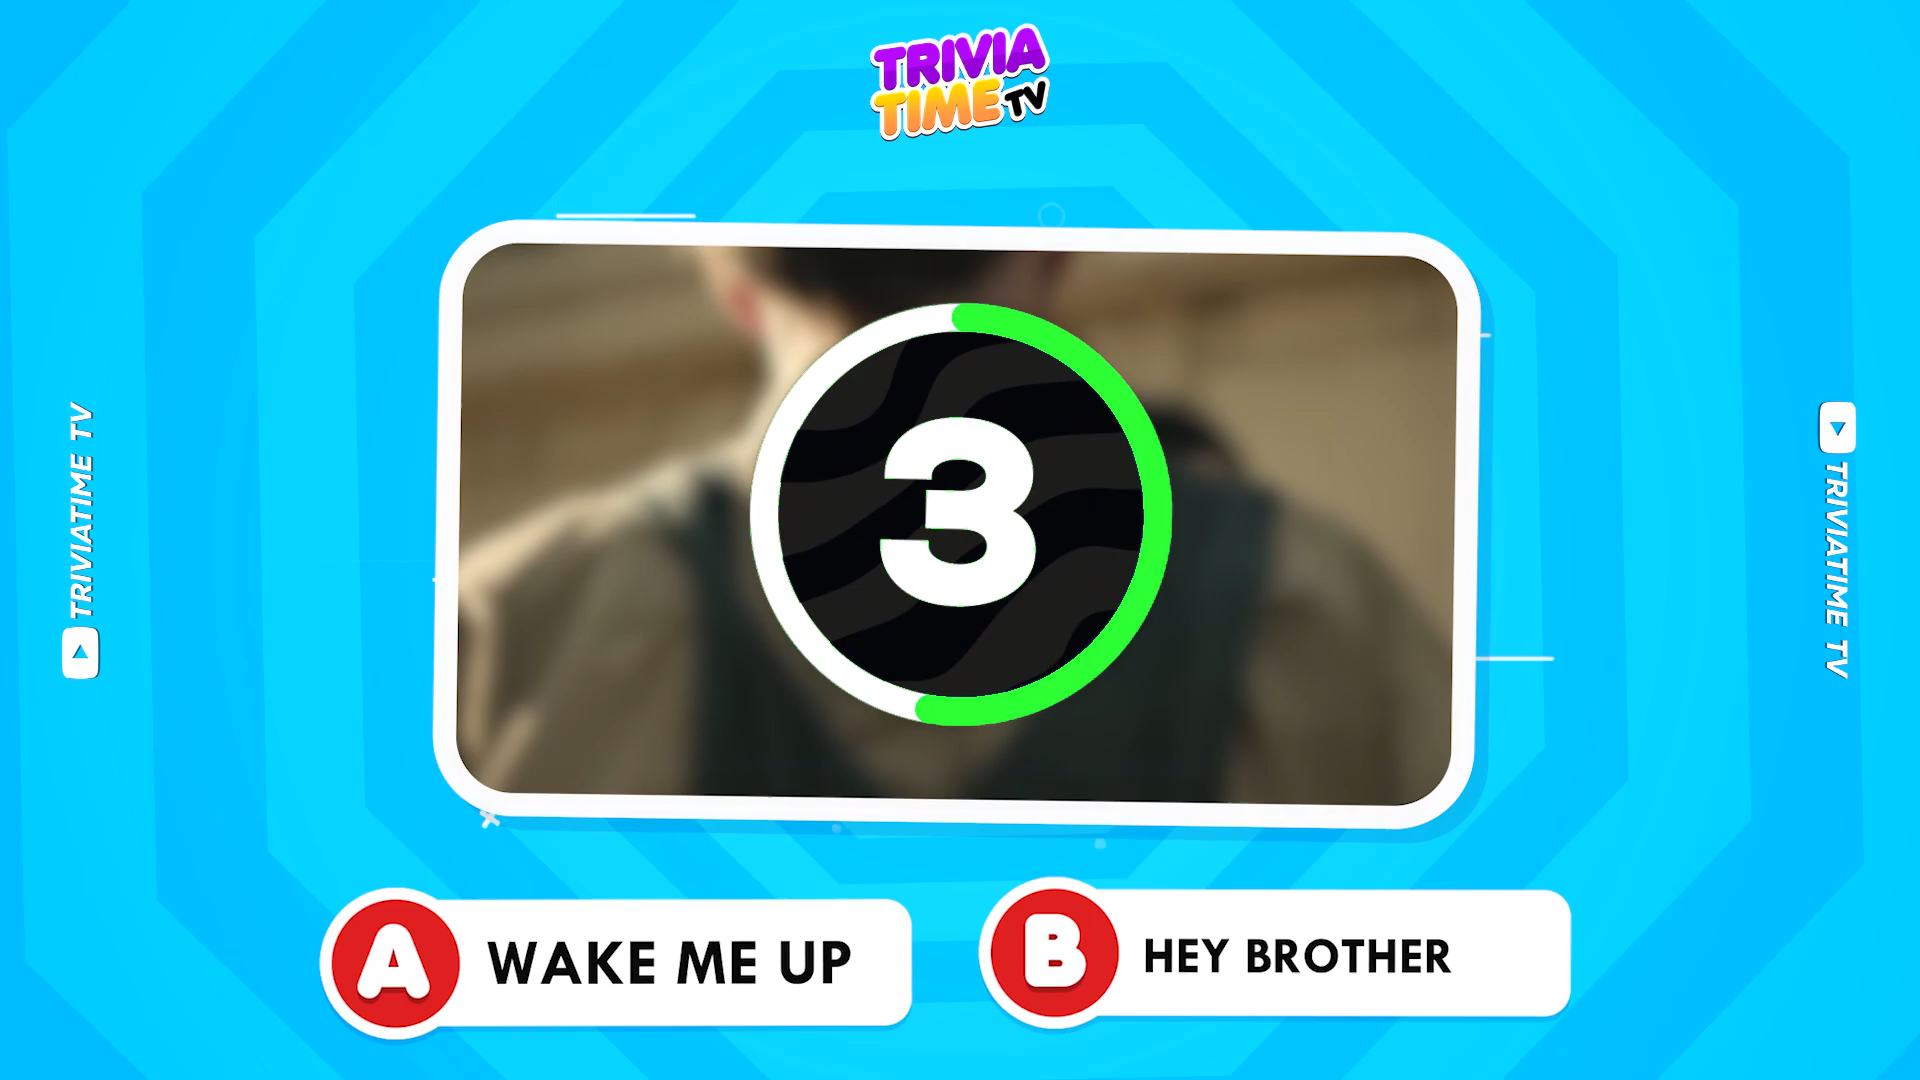 TRIVIA
TIME TV
TRIVIATIME TV
3
TRIVIATIME TV
A WAKE ME UP
B HEY BROTHER